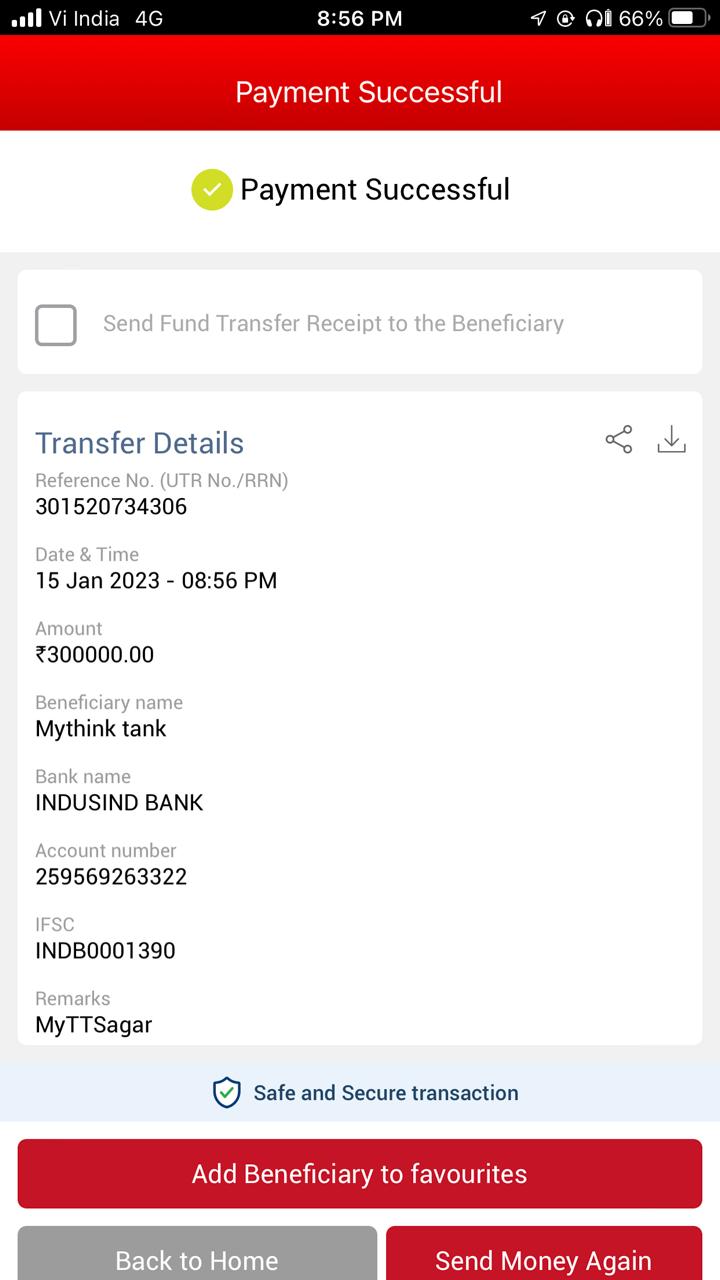 Vi India 4G 8:56 PM 66%
Payment Successful
Payment Successful
Send Fund Transfer Receipt to the Beneficiary
Transfer Details
Reference No. (UTR No./RRN)
301520734306
Date & Time
15 Jan 2023 - 08:56 PM
Amount
₹300000.00
Beneficiary name
Mythink tank
Bank name
INDUSIND BANK
Account number
259569263322
IFSC
INDB0001390
Remarks
MyTTSagar
Safe and Secure transaction
Add Beneficiary to favourites
Back to Home
Send Money Again